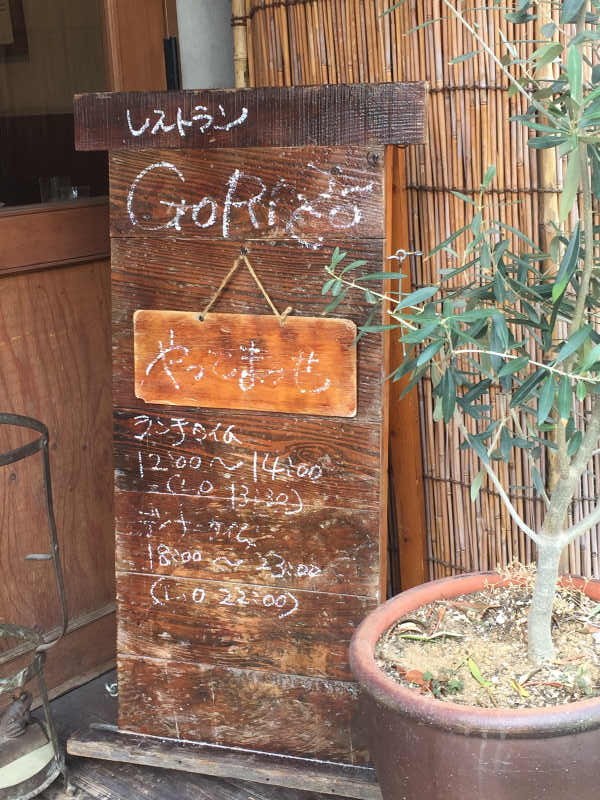 レストラン
GORIょう
やってまっせ
ランチタイム
12:00〜14:00
(L.O 13:30)
ディナータイム
18:00〜23:00
(L.O 22:00)